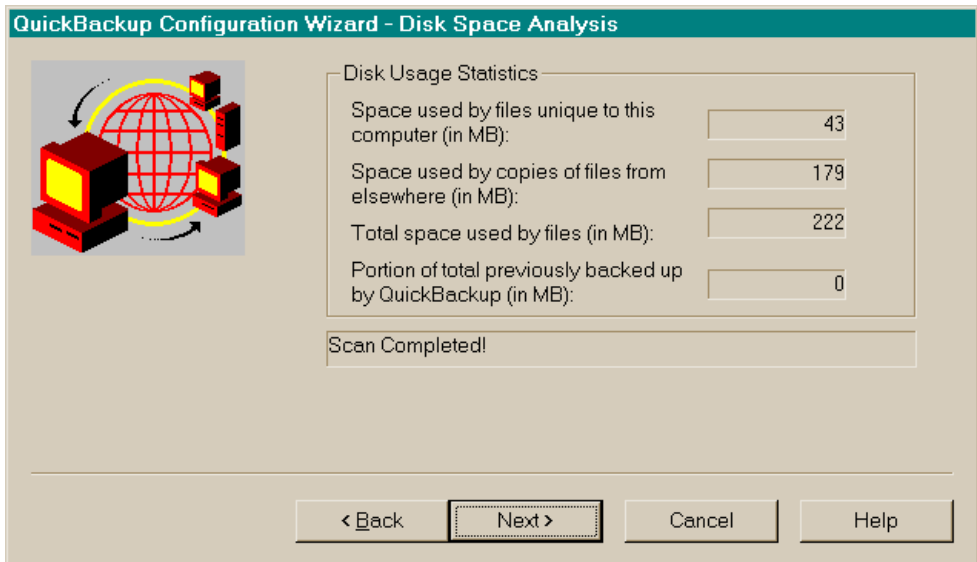 QuickBackup Configuration Wizard - Disk Space Analysis
Disk Usage Statistics
Space used by files unique to this
computer (in MB):
43
Space used by copies of files from
elsewhere (in MB):
179
Total space used by files (in MB):
222
Portion of total previously backed up
by QuickBackup (in MB):
0
Scan Completed!
< Back
Next >
Cancel
Help